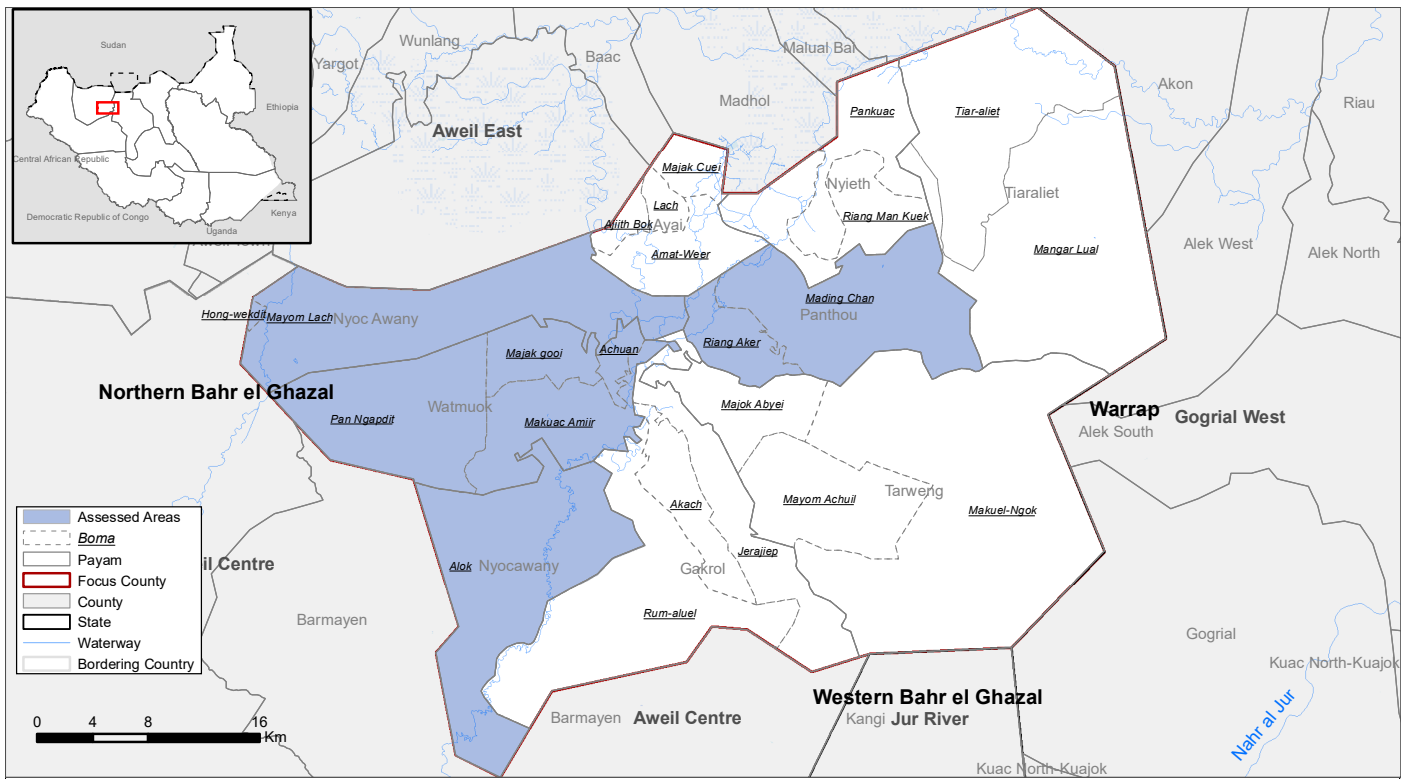 Sudan
Ethiopia
Central African Republic
Democratic Republic of Congo
Kenya
Uganda
Yargot
Wunlang
Baac
Malual Bai
Madhol
Akon
Riau
Aweil East
Pankuac
Tiar-aliet
Majak Cuei
Nyieth
Tiaraliet
Lach
Ajiith Bok
Ayai
Riang Man Kuek
Amat-Weer
Mangar Lual
Alek West
Alek North
Mading Chan
Panthou
Hong-wekdit
Mayom Lach
Nyoc Awany
Riang Aker
Majak gooi
Achuan
Northern Bahr el Ghazal
Watmuok
Pan Ngapdit
Makuac Amiir
Majok Abyei
Warrap
Gogrial West
Alek South
Tarweng
Akach
Mayom Achuil
Makuel-Ngok
Jerajiep
Alok
Nyocawany
Gakrol
Rum-aluel
il Centre
Barmayen
Gogrial
Kuac North-Kuajok
Western Bahr el Ghazal
Barmayen
Aweil Centre
Kangi
Jur River
Nahr al Jur
Kuac North-Kuajok
Assessed Areas
Boma
Payam
Focus County
County
State
Waterway
Bordering Country
0 4 8 16
Km